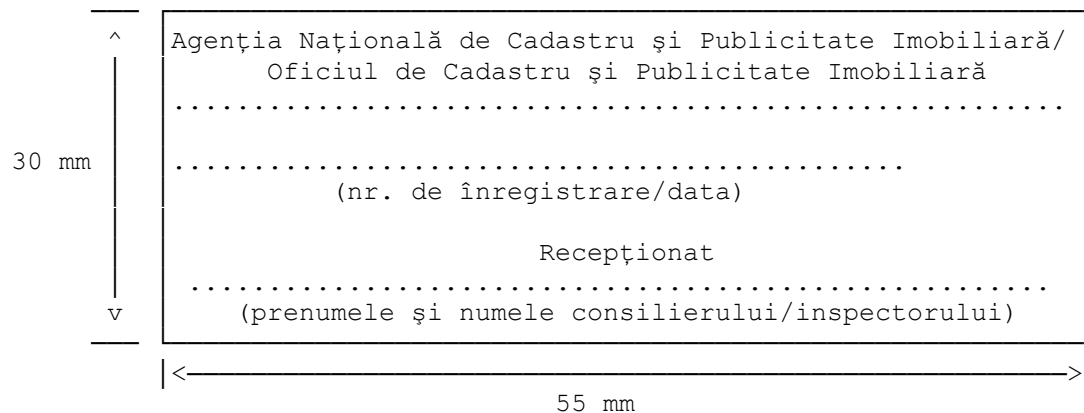 Agenţia Naţională de Cadastru şi Publicitate Imobiliară/
Oficiul de Cadastru şi Publicitate Imobiliară
........................................................
30 mm
..............................................
(nr. de înregistrare/data)
Recepţionat
......................................................
(prenumele şi numele consilierului/inspectorului)
55 mm